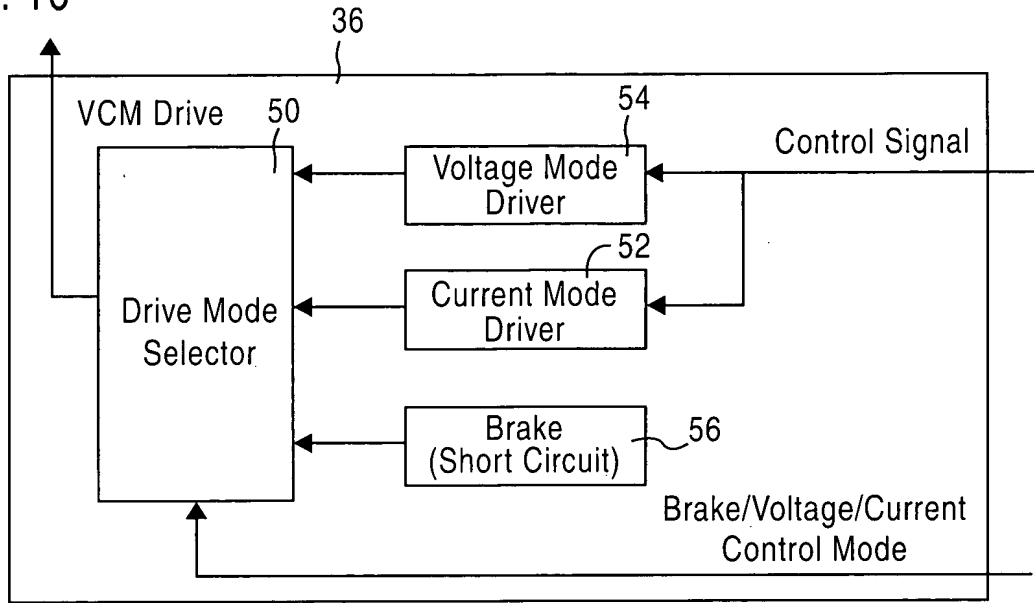 36
VCM Drive
50
54
Control Signal
Voltage Mode
Driver
52
Current Mode
Driver
Drive Mode
Selector
Brake
(Short Circuit)
56
Brake/Voltage/Current
Control Mode